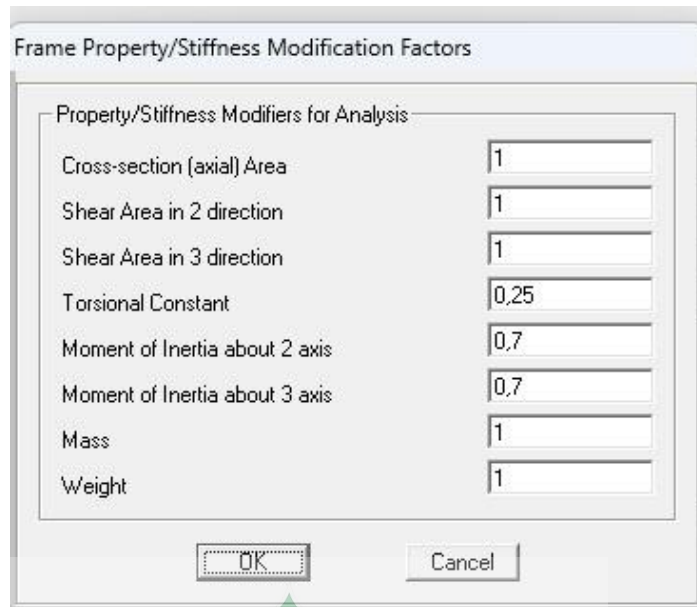 Frame Property/Stiffness Modification Factors
Property/Stiffness Modifiers for Analysis
Cross-section (axial) Area 1
Shear Area in 2 direction 1
Shear Area in 3 direction 1
Torsional Constant 0,25
Moment of Inertia about 2 axis 0,7
Moment of Inertia about 3 axis 0,7
Mass 1
Weight 1
OK Cancel